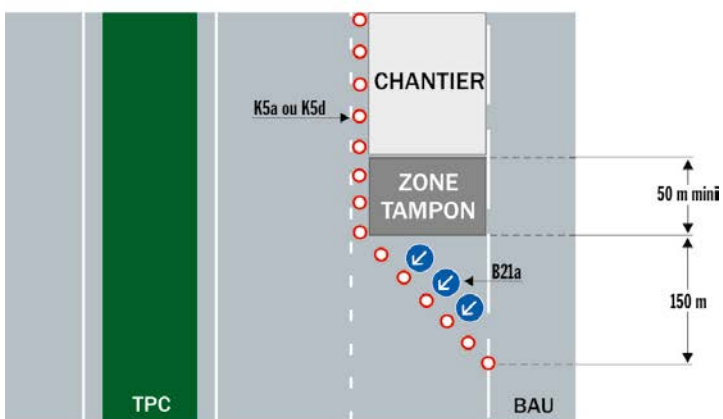 CHANTIER
K5a ou K5d
ZONE
TAMPON
50 m mini
B21a
150 m
TPC
BAU